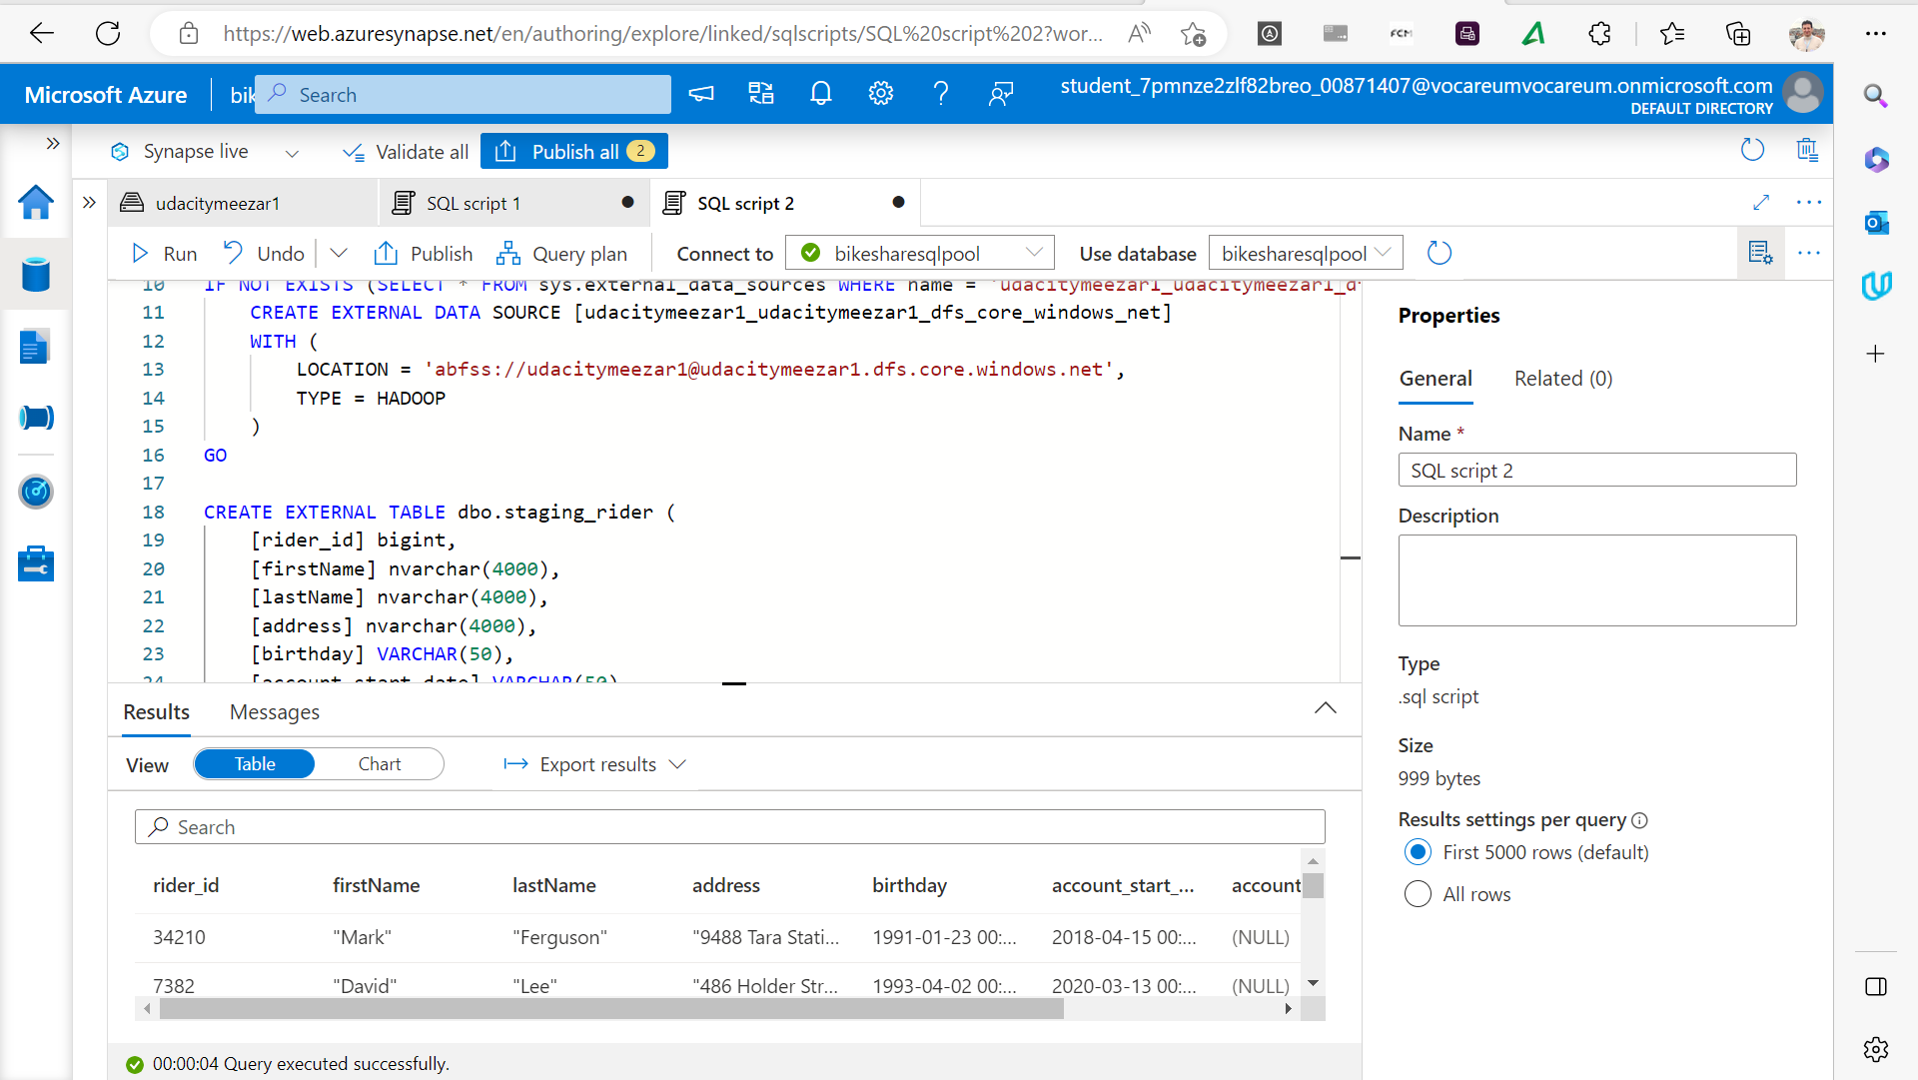 https://web.azuresynapse.net/en/authoring/explore/linked/sqlscripts/SQL%20script%202?wor...
FCM
Microsoft Azure
bik
Search
student_7pmnze2zlf82breo_00871407@vocareumvocareum.onmicrosoft.com
DEFAULT DIRECTORY
Synapse live
Validate all
Publish all 2
udacitymeezar1
SQL script 1
SQL script 2
Run
Undo
Publish
Query plan
Connect to
bikesharesqlpool
Use database
bikesharesqlpool
10 IF NOT EXISTS (SELECT * FROM sys.external_data_sources WHERE name = 'udacitymeezar1_udacitymeezar1_d
11 CREATE EXTERNAL DATA SOURCE [udacitymeezar1_udacitymeezar1_dfs_core_windows_net]
12 WITH (
13 LOCATION = 'abfss://udacitymeezar1@udacitymeezar1.dfs.core.windows.net',
14 TYPE = HADOOP
15 )
16 GO
17
18 CREATE EXTERNAL TABLE dbo.staging_rider (
19 [rider_id] bigint,
20 [firstName] nvarchar(4000),
21 [lastName] nvarchar(4000),
22 [address] nvarchar(4000),
23 [birthday] VARCHAR(50),
24 [account_start_date] VARCHAR(50)
Results
Messages
View
Table
Chart
Export results
Search
rider_id firstName lastName address birthday account_start_... account
34210 "Mark" "Ferguson" "9488 Tara Stati... 1991-01-23 00:... 2018-04-15 00:... (NULL)
7382 "David" "Lee" "486 Holder Str... 1993-04-02 00:... 2020-03-13 00:... (NULL)
00:00:04 Query executed successfully.
Properties
General
Related (0)
Name *
SQL script 2
Description
Type
.sql script
Size
999 bytes
Results settings per query
First 5000 rows (default)
All rows